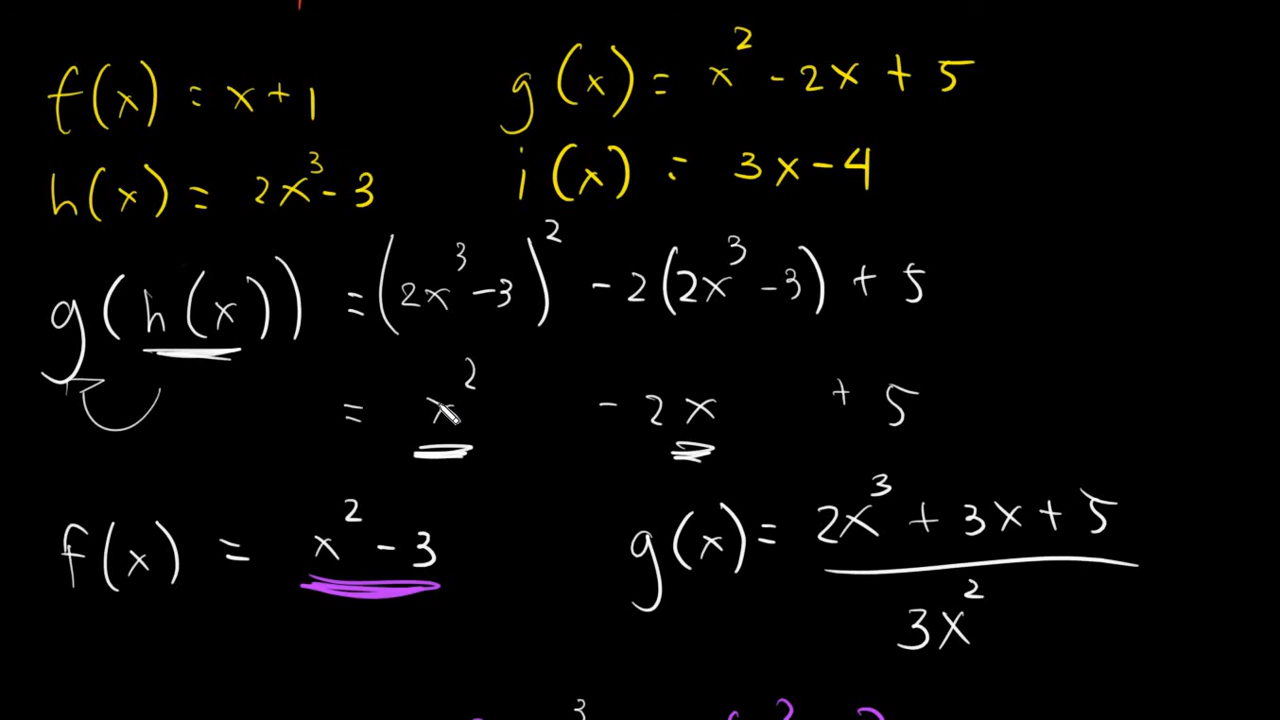 f(x) = x+1 g(x) = x² - 2x + 5
h(x) = 2x³ - 3 i(x) = 3x - 4
g(h(x)) = (2x³ - 3)² - 2(2x³ - 3) + 5
= x² - 2x + 5
f(x) = x² - 3 g(x) = (2x³ + 3x + 5) / 3x²